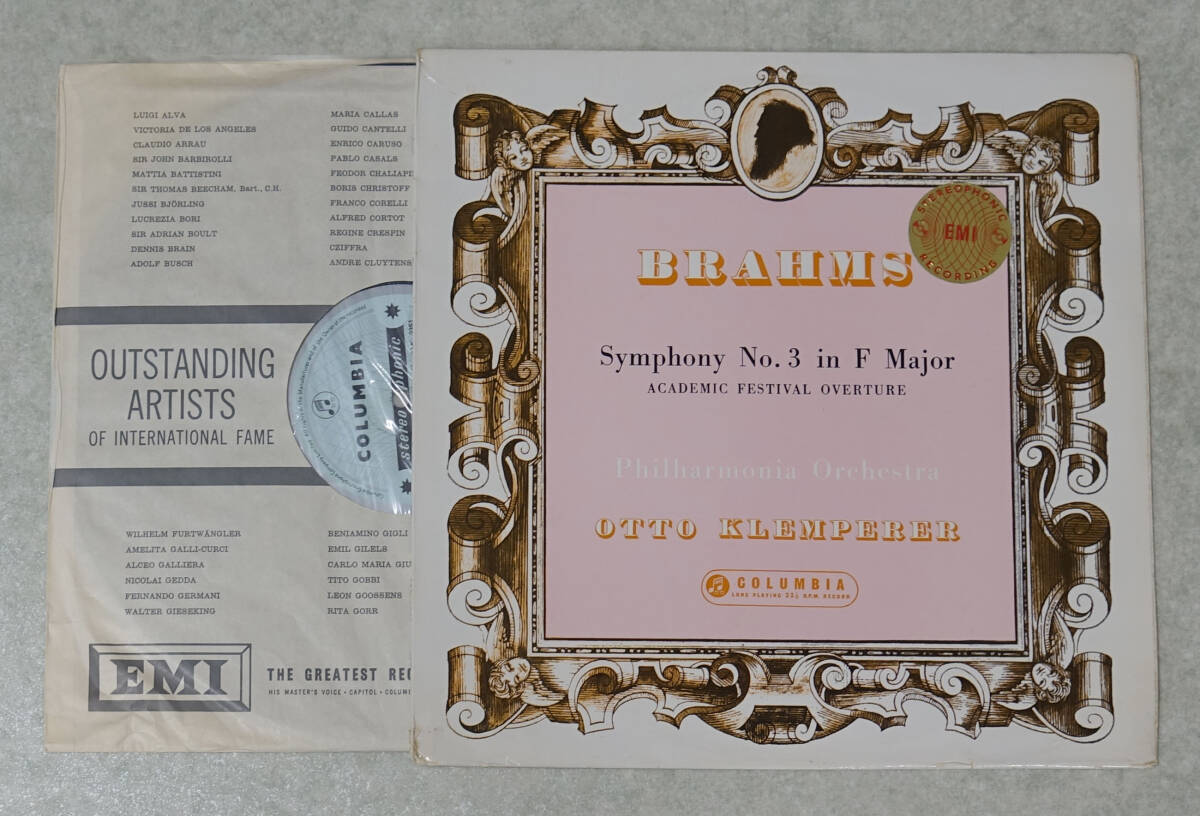 LUIGI ALVA
VICTORIA DE LOS ANGELES
CLAUDIO ARRAU
SIR JOHN BARBIROLLI
MATTIA BATTISTINI
SIR THOMAS BEECHAM, Bart., C.H.
JUSSI BJÖRLING
LUCREZIA BORI
SIR ADRIAN BOULT
DENNIS BRAIN
ADOLF BUSCH
MARIA CALLAS
GUIDO CANTELLI
ENRICO CARUSO
PABLO CASALS
FEODOR CHALIAPI
BORIS CHRISTOFF
FRANCO CORELLI
ALFRED CORTOT
REGINE CRESPIN
CZIFFRA
ANDRE CLUYTENS
OUTSTANDING
ARTISTS
OF INTERNATIONAL FAME
COLUMBIA
stereophonic
WILHELM FURTWÄNGLER
AMELITA GALLI-CURCI
ALCEO GALLIERA
NICOLAI GEDDA
FERNANDO GERMANI
WALTER GIESEKING
BENIAMINO GIGLI
EMIL GILELS
CARLO MARIA GIU
TITO GOBBI
LEON GOOSSENS
RITA GORR
EMI
THE GREATEST REC
HIS MASTER'S VOICE • CAPITOL • COLUM
STEREOPHONIC
EMI
RECORDING
BRAHMS
Symphony No. 3 in F Major
ACADEMIC FESTIVAL OVERTURE
Philharmonia Orchestra
OTTO KLEMPERER
COLUMBIA
LONG PLAYING 33⅓ R.P.M. RECORD